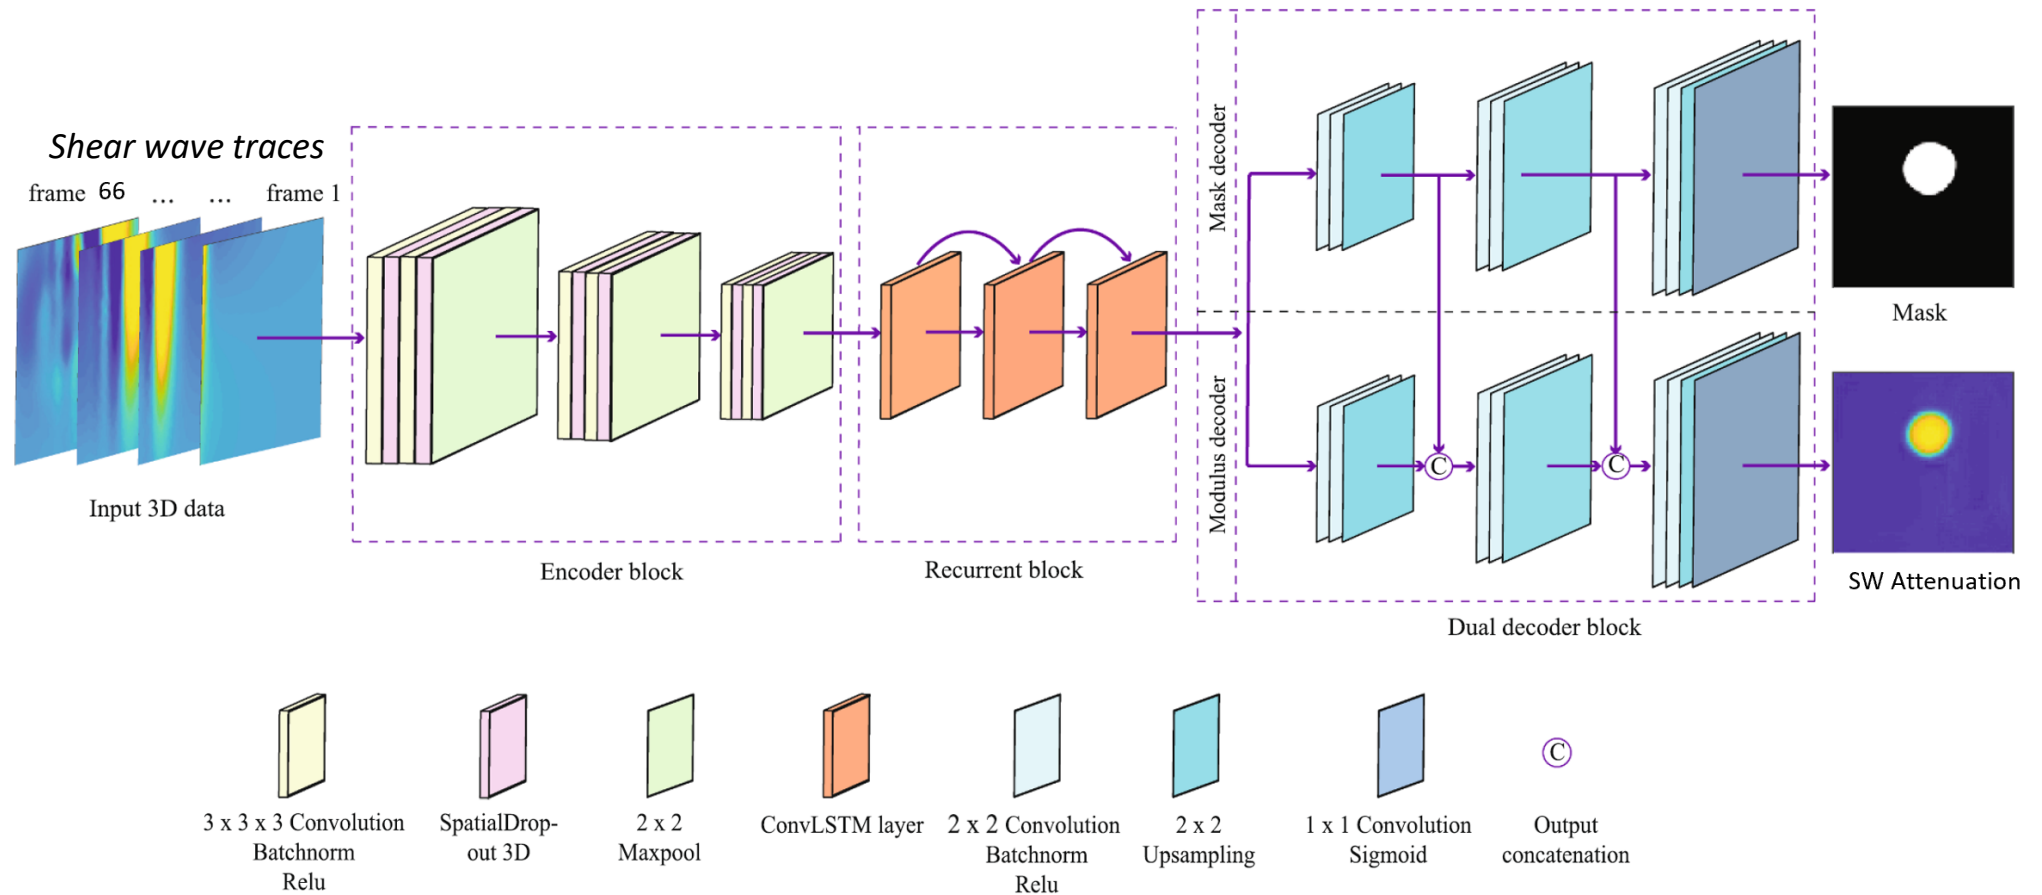 Shear wave traces
frame 66 ... ... frame 1
Input 3D data
Encoder block
Recurrent block
Mask decoder
Modulus decoder
C
C
Mask
SW Attenuation
Dual decoder block
3 x 3 x 3 Convolution
Batchnorm
Relu
SpatialDrop-
out 3D
2 x 2
Maxpool
ConvLSTM layer
2 x 2 Convolution
Batchnorm
Relu
2 x 2
Upsampling
1 x 1 Convolution
Sigmoid
C
Output
concatenation